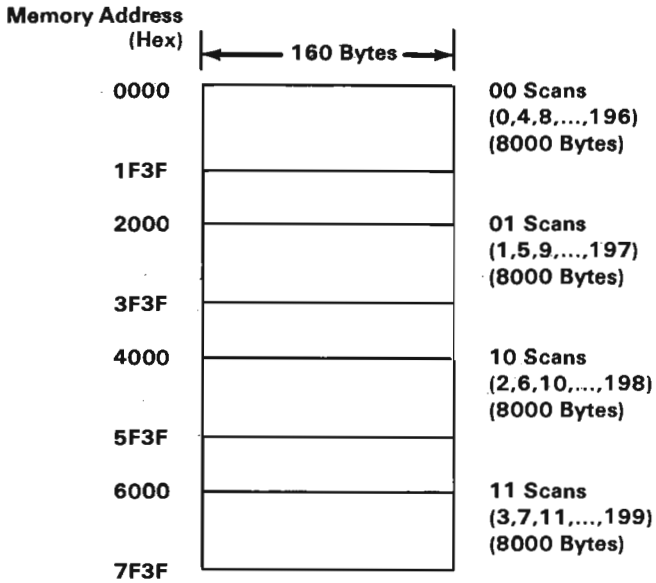 Memory Address
(Hex)
160 Bytes
0000
00 Scans
(0,4,8,...,196)
(8000 Bytes)
1F3F
2000
01 Scans
(1,5,9,...,197)
(8000 Bytes)
3F3F
4000
10 Scans
(2,6,10,...,198)
(8000 Bytes)
5F3F
6000
11 Scans
(3,7,11,...,199)
(8000 Bytes)
7F3F